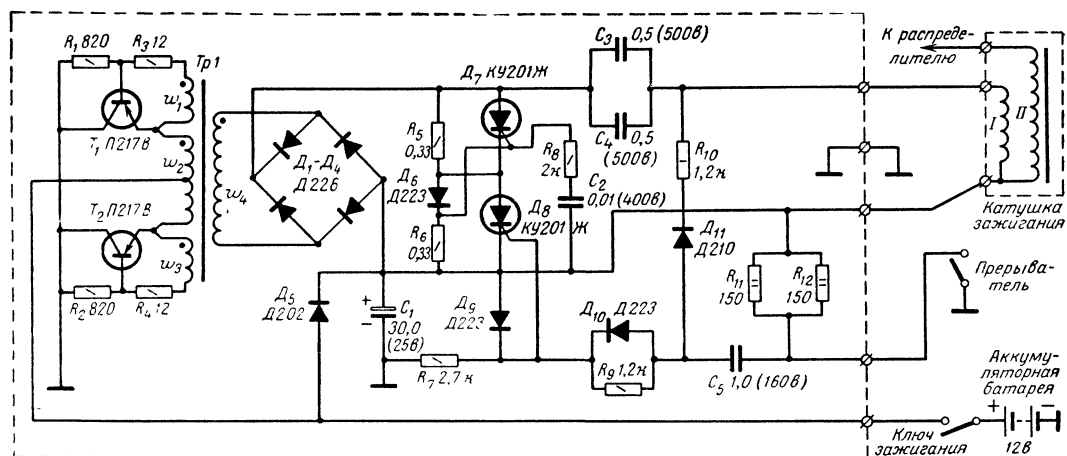 R₁ 820
R₃ 12
Тр1
w₁
Т₁ П217В
w₂
Т₂ П217В
w₃
R₂ 820
R₄ 12
w₄
Д₁-Д₄
Д226
Д₅
Д202
+
−
C₁
30,0
(25в)
R₅
0,33
Д₆
Д223
R₆
0,33
Д₇ КУ201Ж
Д₈
КУ201Ж
Д₉
Д223
R₇ 2,7к
R₈
2к
C₂
0,01 (400в)
C₃ 0,5 (500в)
C₄ 0,5
(500в)
R₁₀
1,2к
Д₁₁
Д210
Д₁₀ Д223
R₉ 1,2к
C₅ 1,0 (160в)
R₁₁
150
R₁₂
150
К распреде-
лителю
I
II
Катушка
зажигания
Прерыва-
тель
Аккуму-
ляторная
батарея
+
−
12в
Ключ
зажигания